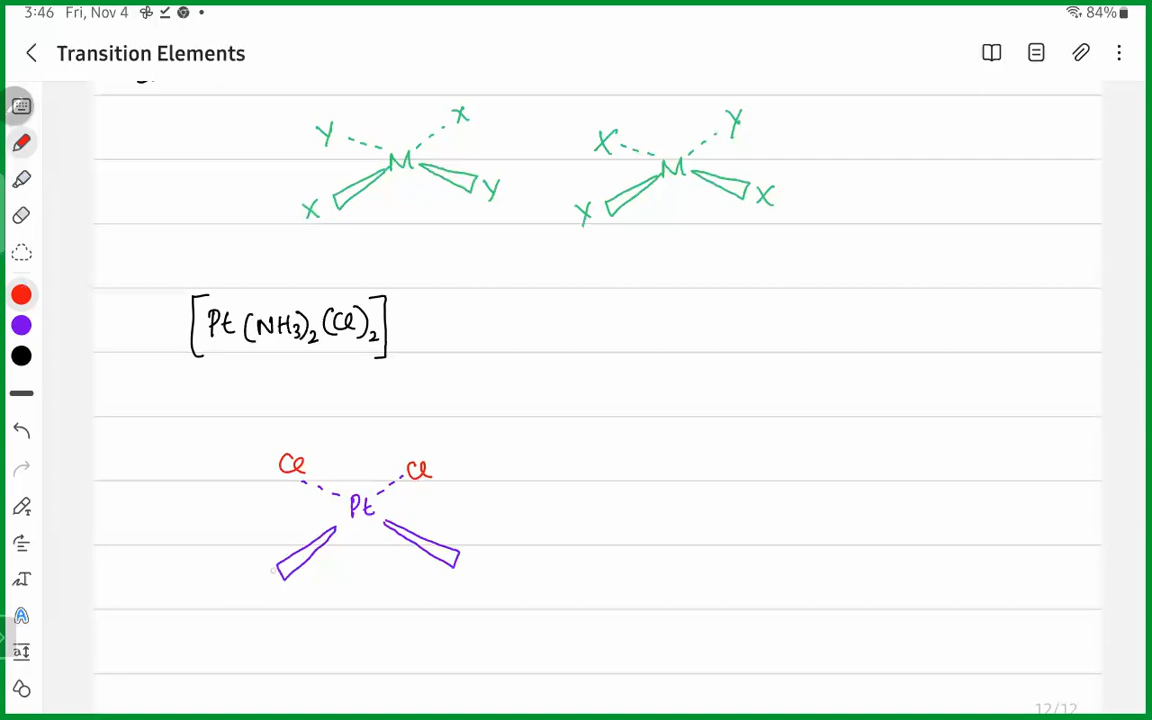 3:46 Fri, Nov 4 84%
Transition Elements
Y X X Y
M M
X Y Y X
[Pt(NH3)2(Cl)2]
Cl Cl
Pt
12/12